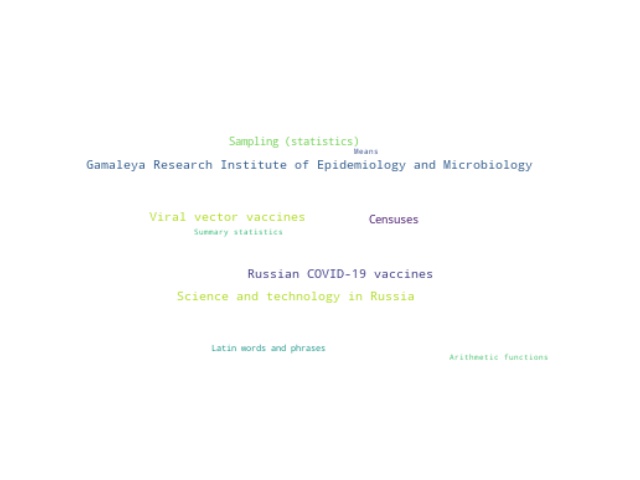 Sampling (statistics)
Means
Gamaleya Research Institute of Epidemiology and Microbiology
Viral vector vaccines
Censuses
Summary statistics
Russian COVID-19 vaccines
Science and technology in Russia
Latin words and phrases
Arithmetic functions